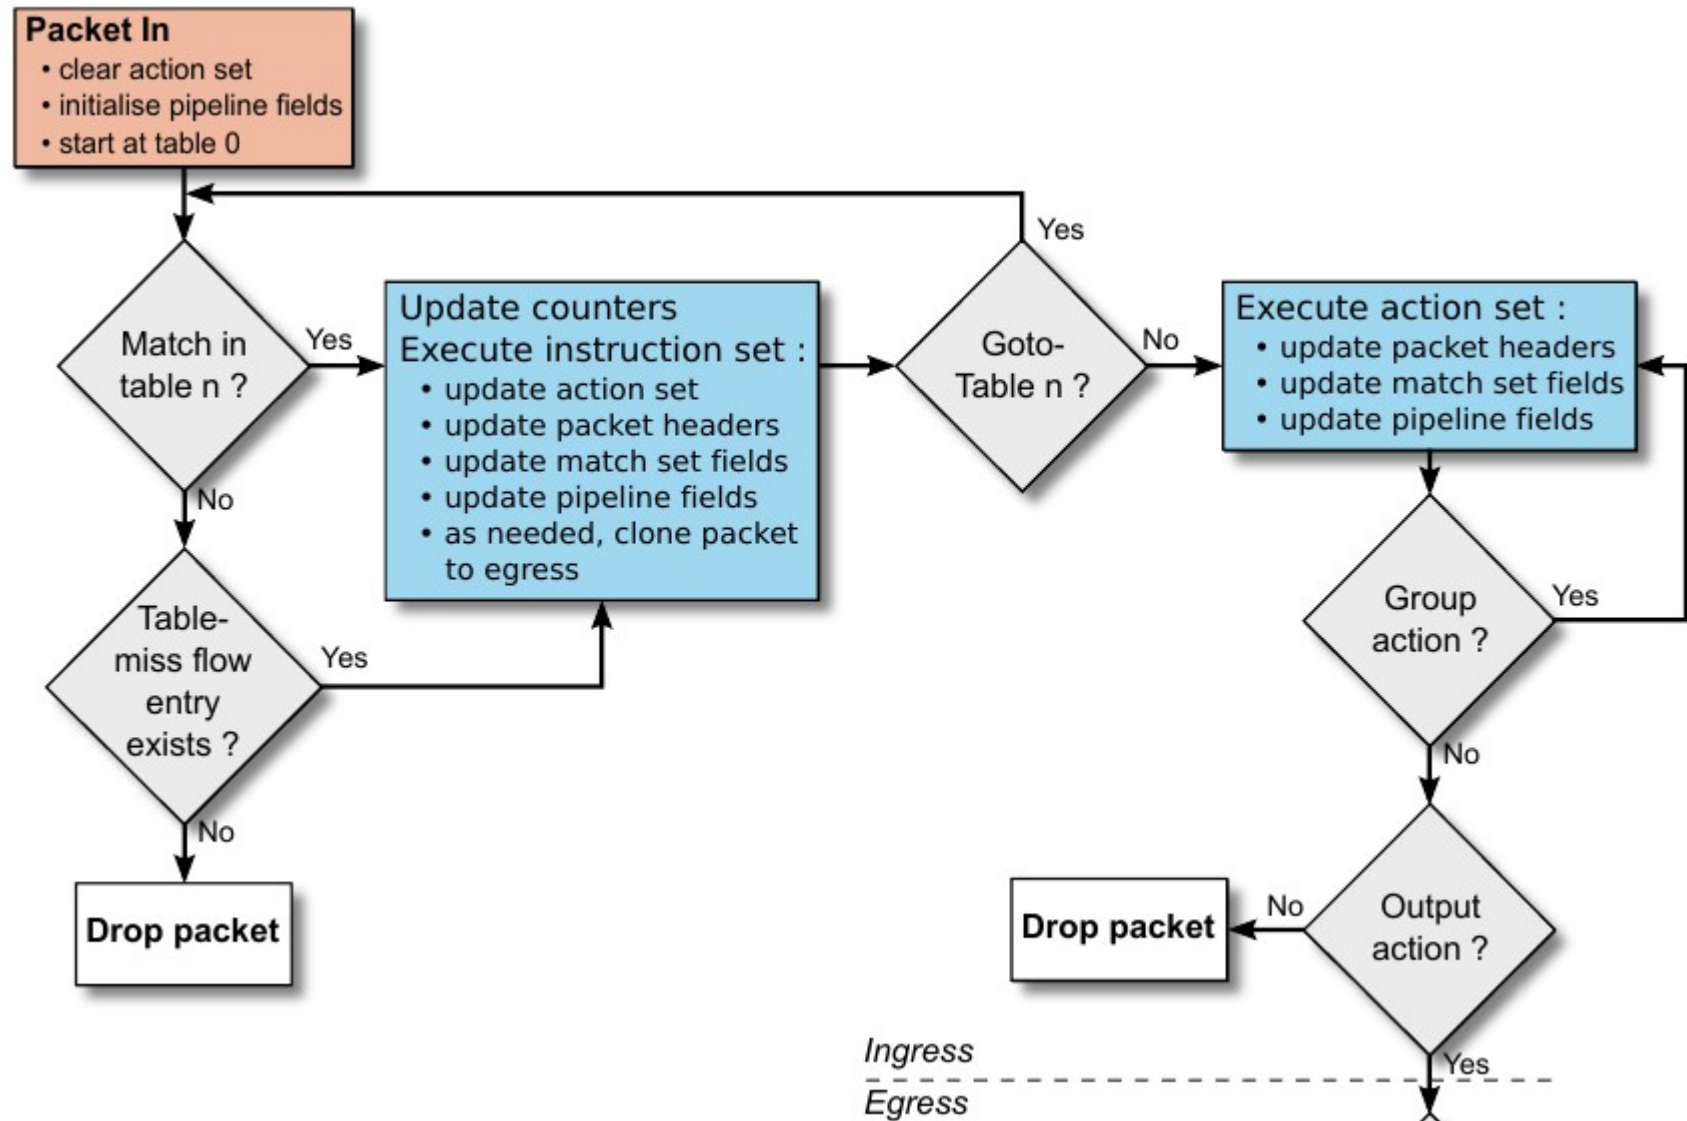 Packet In
• clear action set
• initialise pipeline fields
• start at table 0
Yes
Match in
table n ?
Yes
Update counters
Execute instruction set :
• update action set
• update packet headers
• update match set fields
• update pipeline fields
• as needed, clone packet
to egress
Goto-
Table n ?
No
Execute action set :
• update packet headers
• update match set fields
• update pipeline fields
No
Table-
miss flow
entry
exists ?
Yes
Group
action ?
Yes
No
No
Drop packet
Drop packet
No
Output
action ?
Ingress
Yes
Egress